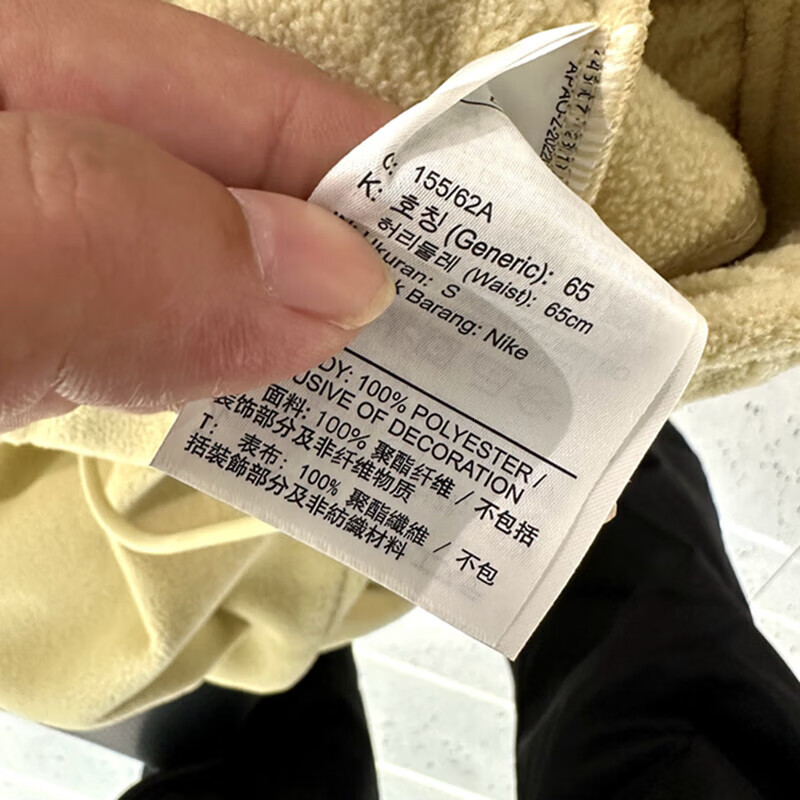 155/62A
K: 호칭 (Generic): 65
허리둘레 (Waist): 65cm
Ukuran: S
Barang: Nike
100% POLYESTER /
OF DECORATION
面料: 100% 聚酯纤维 / 不包括
装饰部分及非纤维物质
T: 表布: 100% 聚酯纖維 / 不包
括裝飾部分及非紡織材料